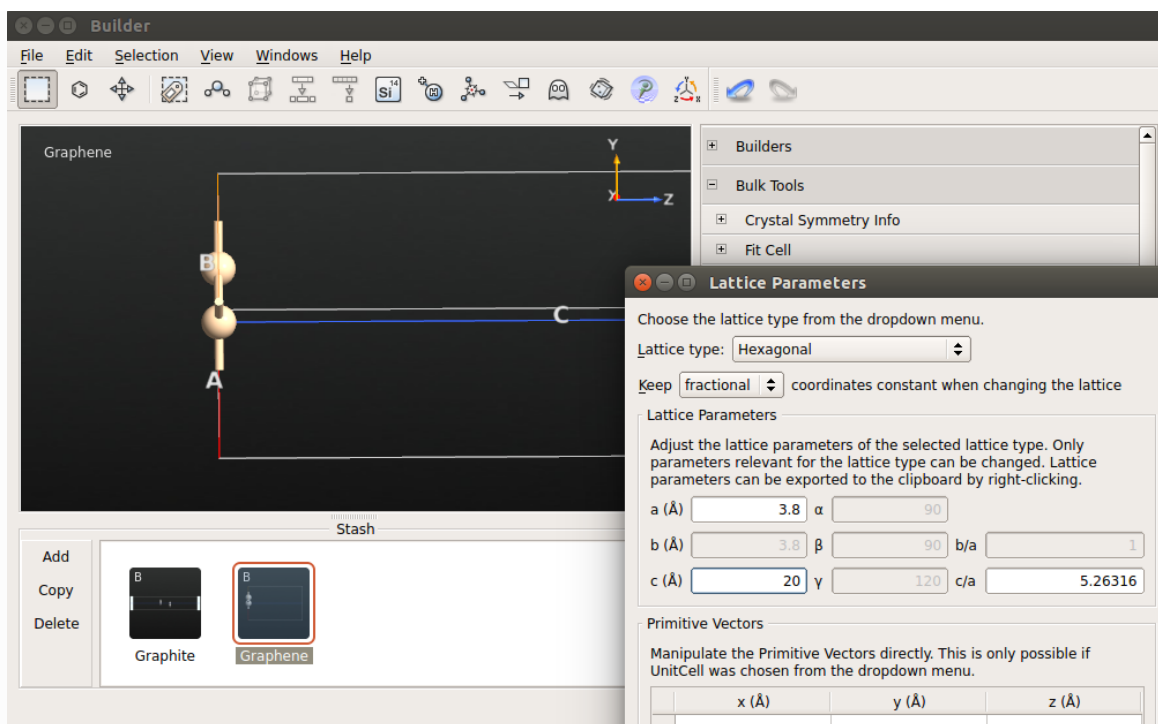 Builder
File Edit Selection View Windows Help
14
Si
z x
Graphene
Y
X
Z
B
C
A
Builders
Bulk Tools
Crystal Symmetry Info
Fit Cell
Lattice Parameters
Choose the lattice type from the dropdown menu.
Lattice type: Hexagonal
Keep fractional coordinates constant when changing the lattice
Lattice Parameters
Adjust the lattice parameters of the selected lattice type. Only
parameters relevant for the lattice type can be changed. Lattice
parameters can be exported to the clipboard by right-clicking.
a (Å) 3.8 α 90
b (Å) 3.8 β 90 b/a 1
c (Å) 20 γ 120 c/a 5.26316
Primitive Vectors
Manipulate the Primitive Vectors directly. This is only possible if
UnitCell was chosen from the dropdown menu.
x (Å) y (Å) z (Å)
Stash
Add
Copy
Delete
B
Graphite
B
Graphene